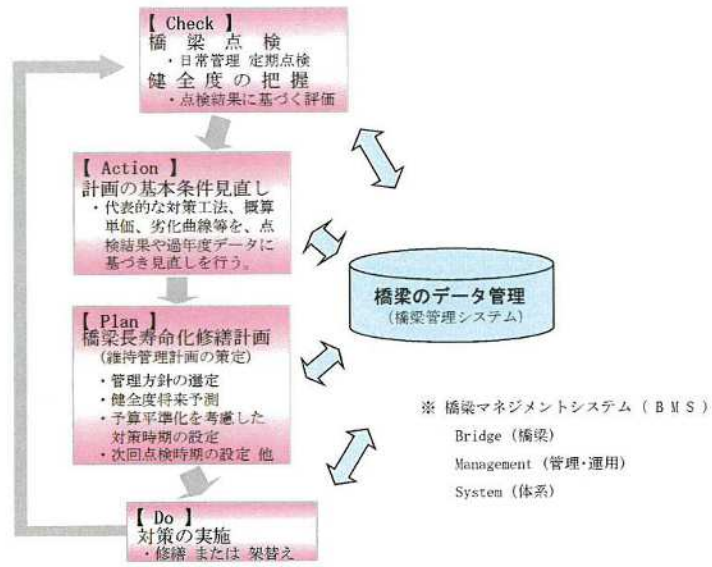 【 Check 】
橋 梁 点 検
・日常管理 定期点検
健 全 度 の 把 握
・点検結果に基づく評価
【 Action 】
計画の基本条件見直し
・代表的な対策工法、概算
単価、劣化曲線等を、点
検結果や過年度データに
基づき見直しを行う。
【 Plan 】
橋梁長寿命化修繕計画
(維持管理計画の策定)
・管理方針の選定
・健全度将来予測
・予算平準化を考慮した
対策時期の設定
・次回点検時期の設定 他
【 Do 】
対策の実施
・修繕 または 架替え
橋梁のデータ管理
(橋梁管理システム)
※ 橋梁マネジメントシステム ( B M S )
Bridge (橋梁)
Management (管理・運用)
System (体系)